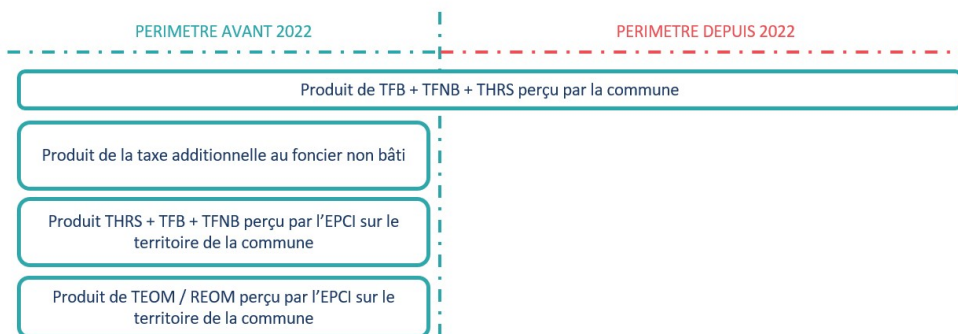 PERIMETRE AVANT 2022
PERIMETRE DEPUIS 2022
Produit de TFB + TFNB + THRS perçu par la commune
Produit de la taxe additionnelle au foncier non bâti
Produit THRS + TFB + TFNB perçu par l’EPCI sur le
territoire de la commune
Produit de TEOM / REOM perçu par l’EPCI sur le
territoire de la commune